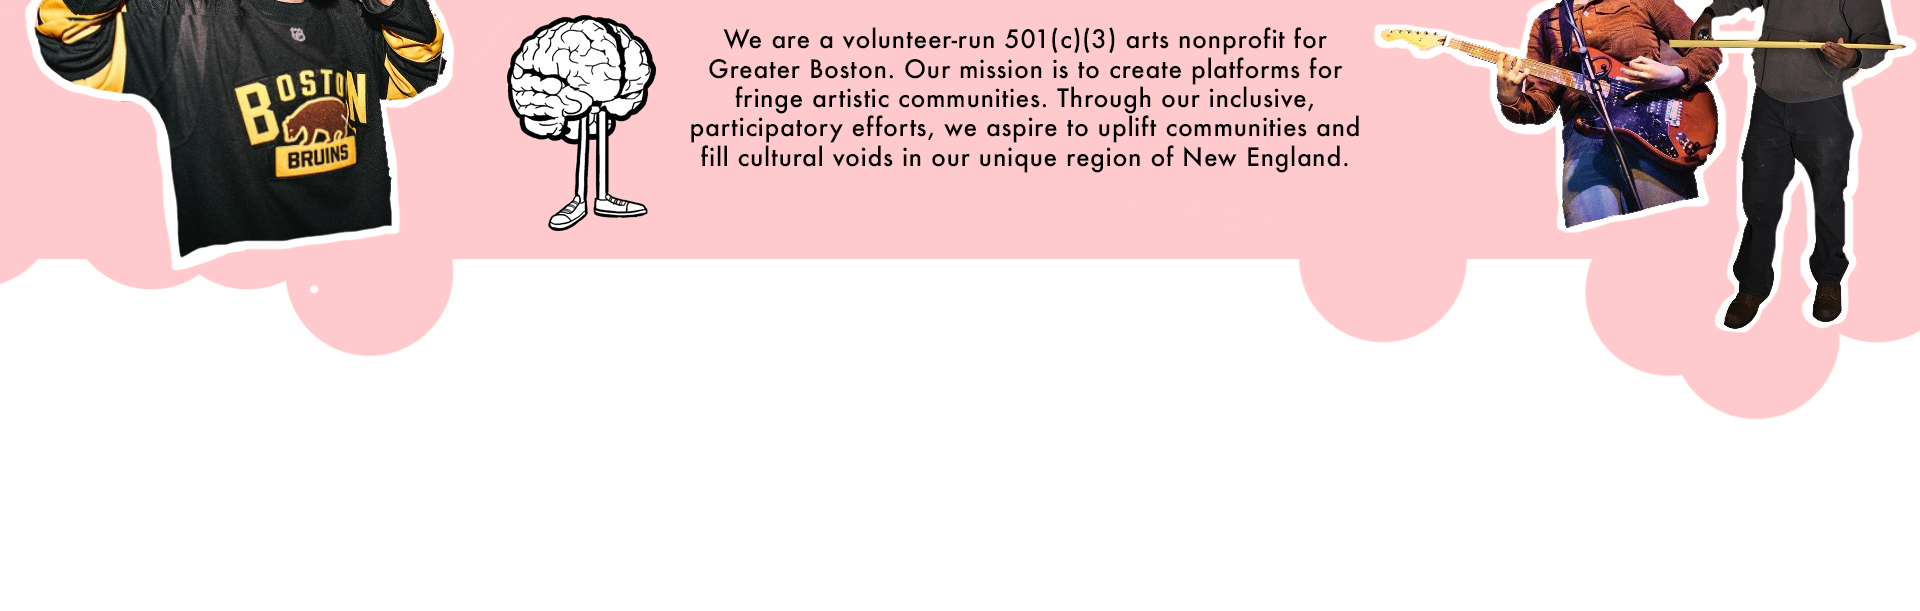 BOSTON
BRUINS
We are a volunteer-run 501(c)(3) arts nonprofit for
Greater Boston. Our mission is to create platforms for
fringe artistic communities. Through our inclusive,
participatory efforts, we aspire to uplift communities and
fill cultural voids in our unique region of New England.